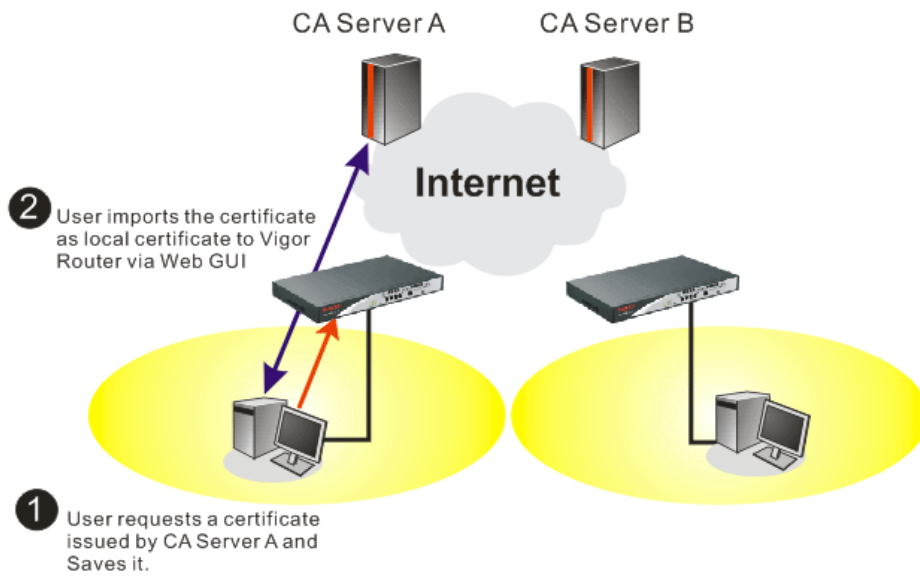 CA Server A
CA Server B
Internet
2
User imports the certificate
as local certificate to Vigor
Router via Web GUI
1
User requests a certificate
issued by CA Server A and
Saves it.